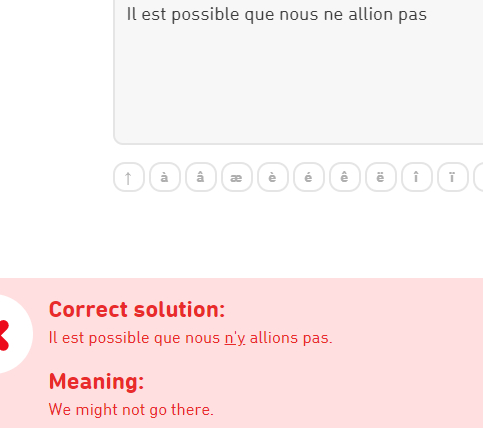 Il est possible que nous ne allion pas
↑ à â æ è é ê ë î ï
Correct solution:
Il est possible que nous n'y allions pas.
Meaning:
We might not go there.